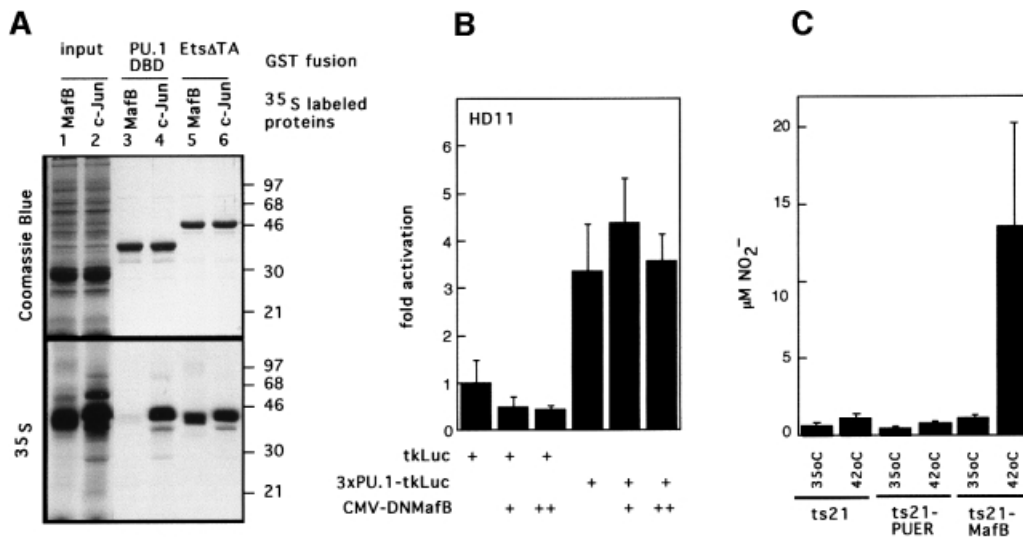 A
input PU.1 DBD EtsΔTA GST fusion
MafB c-Jun MafB c-Jun MafB c-Jun 35S labeled proteins
1 2 3 4 5 6
Coomassie Blue
97
68
46
30
21
35S
97
68
46
30
21
B
HD11
fold activation
6
5
4
3
2
1
0
tkLuc + + +
3xPU.1-tkLuc + + +
CMV-DNMafB + ++ + ++
C
μM NO2−
20
15
10
5
0
35oC 42oC 35oC 42oC 35oC 42oC
ts21 ts21-PUER ts21-MafB